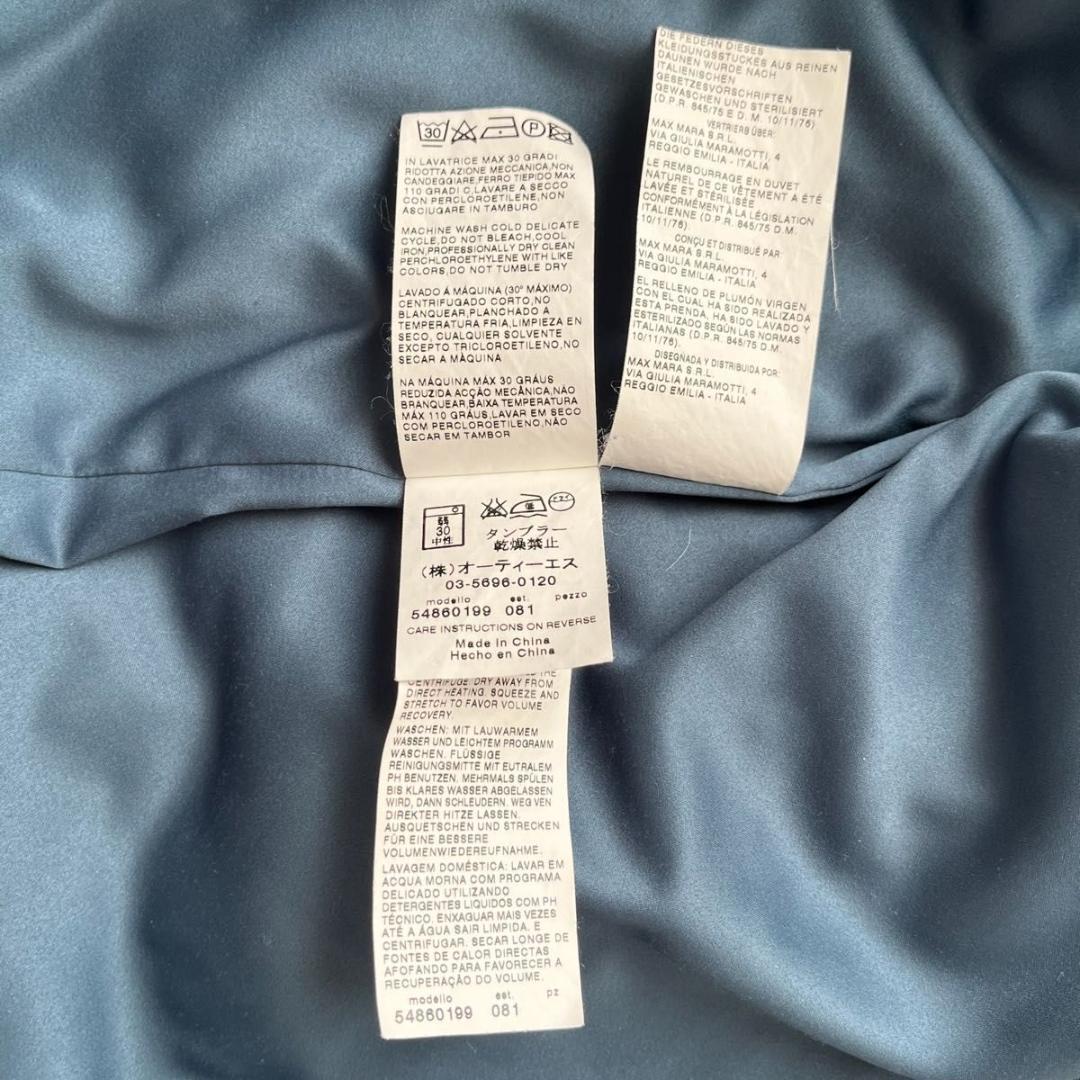 30
P
IN LAVATRICE MAX 30 GRADI
RIDOTTA AZIONE MECCANICA,NON
CANDEGGIARE,FERRO TIEPIDO MAX
110 GRADI C,LAVARE A SECCO
CON PERCLOROETILENE,NON
ASCIUGARE IN TAMBURO
MACHINE WASH COLD DELICATE
CYCLE,DO NOT BLEACH,COOL
IRON,PROFESSIONALLY DRY CLEAN
PERCHLOROETHYLENE WITH LIKE
COLORS,DO NOT TUMBLE DRY
LAVADO Á MÁQUINA (30º MÁXIMO)
CENTRIFUGADO CORTO,NO
BLANQUEAR,PLANCHADO À
TEMPERATURA FRIA,LIMPIEZA EN
SECO, CUALQUIER SOLVENTE
EXCEPTO TRICLOROETILENO,NO
SECAR A MÀQUINA
NA MÁQUINA MÁX 30 GRÁUS
REDUZIDA ACÇÃO MECÂNICA,NÃO
BRANQUEAR,BAIXA TEMPERATURA
MÁX 110 GRÁUS,LAVAR EM SECO
COM PERCLOROETILENO,NÃO
SECAR EM TAMBOR
弱
30
中性
タンブラー
乾燥禁止
(株)オーティーエス
03-5696-0120
modello est. pezzo
54860199 081
CARE INSTRUCTIONS ON REVERSE
Made in China
Hecho en China
CENTRIFUGE. DRY AWAY FROM
DIRECT HEATING. SQUEEZE AND
STRETCH TO FAVOR VOLUME
RECOVERY.
WASCHEN: MIT LAUWARMEM
WASSER UND LEICHTEM PROGRAMM
WASCHEN. FLÜSSIGE
REINIGUNGSMITTE MIT EUTRALEM
PH BENUTZEN. MEHRMALS SPÜLEN
BIS KLARES WASSER ABGELASSEN
WIRD, DANN SCHLEUDERN. WEG VEN
DIREKTER HITZE LASSEN.
AUSQUETSCHEN UND STRECKEN
FÜR EINE BESSERE
VOLUMENWIEDEREUFNAHME.
LAVAGEM DOMÉSTICA: LAVAR EM
ACQUA MORNA COM PROGRAMA
DELICADO UTILIZANDO
DETERGENTES LIQUIDOS COM PH
TÉCNICO. ENXAGUAR MAIS VEZES
ATÉ A ÁGUA SAIR LIMPIDA. E
CENTRIFUGAR. SECAR LONGE DE
FONTES DE CALOR DIRECTAS
AFOFANDO PARA FAVORECER A
RECUPERAÇÃO DO VOLUME.
modello est. pz
54860199 081
DIE FEDERN DIESES
KLEIDUNGSSTUCKES AUS REINEN
DAUNEN WURDE NACH
ITALIENISCHEN
GESETZESVORSCHRIFTEN
GEWASCHEN UND STERILISIERT
(D.P.R. 845/75 E D. M. 10/11/76)
VERTRIEBS ÜBER:
MAX MARA S.R.L.
VIA GIULIA MARAMOTTI, 4
REGGIO EMILIA - ITALIA
LE REMBOURRAGE EN DUVET
NATUREL DE CE VÊTEMENT A ÉTÉ
LAVÉE ET STÉRILISÉE
CONFORMÉMENT À LA LÉGISLATION
ITALIENNE (D.P.R. 845/75 D.M.
10/11/76).
CONÇU ET DISTRIBUÉ PAR:
MAX MARA S.R.L.
VIA GIULIA MARAMOTTI, 4
REGGIO EMILIA - ITALIA
EL RELLENO DE PLUMÓN VIRGEN
CON EL CUAL HA SIDO REALIZADA
ESTA PRENDA, HA SIDO LAVADO Y
ESTERILIZADO SEGÚN LAS NORMAS
ITALIANAS (D.P.R. 845/75 D.M.
10/11/76).
DISEGNADA Y DISTRIBUIDA POR:
MAX MARA S.R.L.
VIA GIULIA MARAMOTTI, 4
REGGIO EMILIA - ITALIA